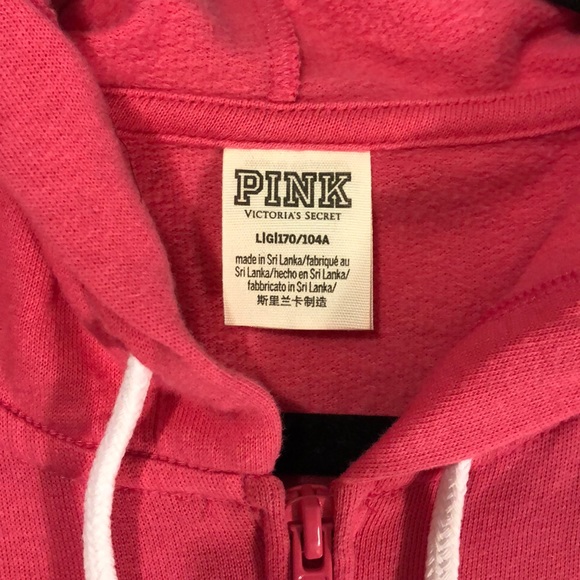 PINK
VICTORIA'S SECRET
L|G|170/104A
made in Sri Lanka/fabriqué au
Sri Lanka/hecho en Sri Lanka/
fabbricato in Sri Lanka/
斯里兰卡制造